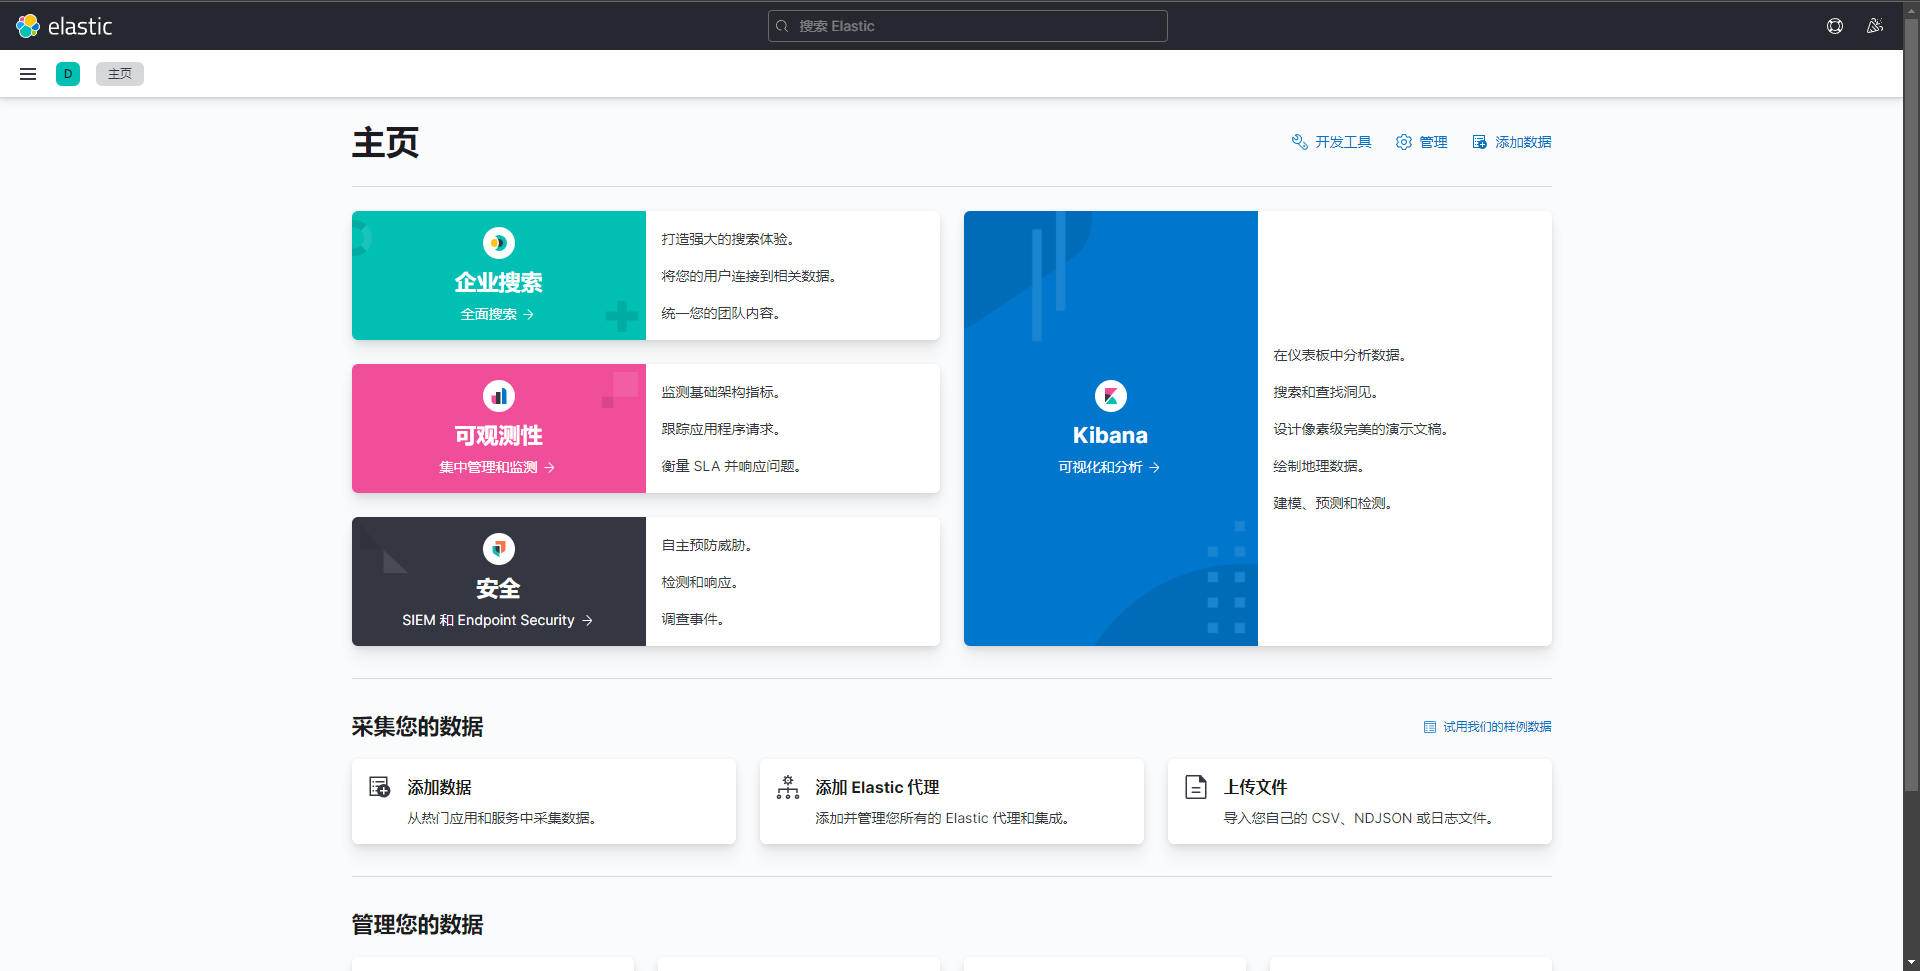 elastic
搜索 Elastic
D
主页
主页
开发工具
管理
添加数据
企业搜索
全面搜索
打造强大的搜索体验。
将您的用户连接到相关数据。
统一您的团队内容。
可观测性
集中管理和监测
监测基础架构指标。
跟踪应用程序请求。
衡量 SLA 并响应问题。
安全
SIEM 和 Endpoint Security
自主预防威胁。
检测和响应。
调查事件。
Kibana
可视化和分析
在仪表板中分析数据。
搜索和查找洞见。
设计像素级完美的演示文稿。
绘制地理数据。
建模、预测和检测。
采集您的数据
试用我们的样例数据
添加数据
从热门应用和服务中采集数据。
添加 Elastic 代理
添加并管理您所有的 Elastic 代理和集成。
上传文件
导入您自己的 CSV、NDJSON 或日志文件。
管理您的数据